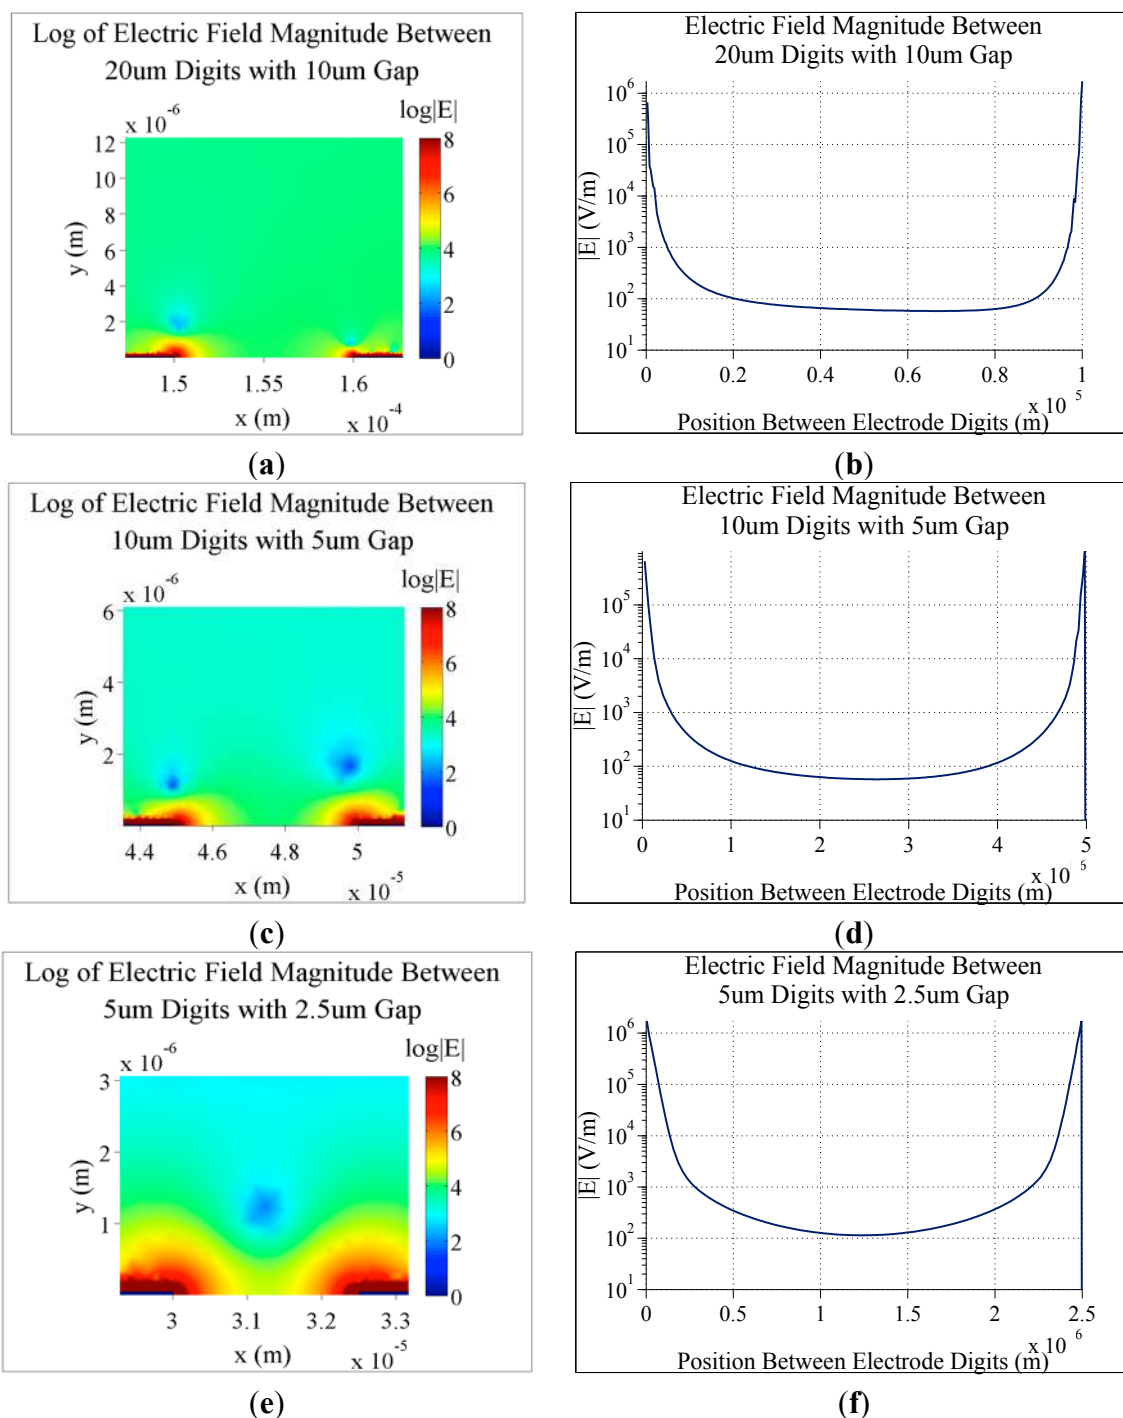 Log of Electric Field Magnitude Between
20um Digits with 10um Gap
x 10-6
log|E|
12
10
8
6
4
2
y (m)
8
6
4
2
0
1.5 1.55 1.6
x (m) x 10-4
(a)
Electric Field Magnitude Between
20um Digits with 10um Gap
106
105
104
103
102
101
|E| (V/m)
0 0.2 0.4 0.6 0.8 1
x 10 5
Position Between Electrode Digits (m)
(b)
Log of Electric Field Magnitude Between
10um Digits with 5um Gap
x 10-6
log|E|
6
4
2
y (m)
8
6
4
2
0
4.4 4.6 4.8 5
x (m) x 10-5
(c)
Electric Field Magnitude Between
10um Digits with 5um Gap
105
104
103
102
101
|E| (V/m)
0 1 2 3 4 5
x 10 6
Position Between Electrode Digits (m)
(d)
Log of Electric Field Magnitude Between
5um Digits with 2.5um Gap
x 10-6
log|E|
3
2
1
y (m)
8
6
4
2
0
3 3.1 3.2 3.3
x (m) x 10-5
(e)
Electric Field Magnitude Between
5um Digits with 2.5um Gap
106
105
104
103
102
101
|E| (V/m)
0 0.5 1 1.5 2 2.5
x 10 6
Position Between Electrode Digits (m)
(f)